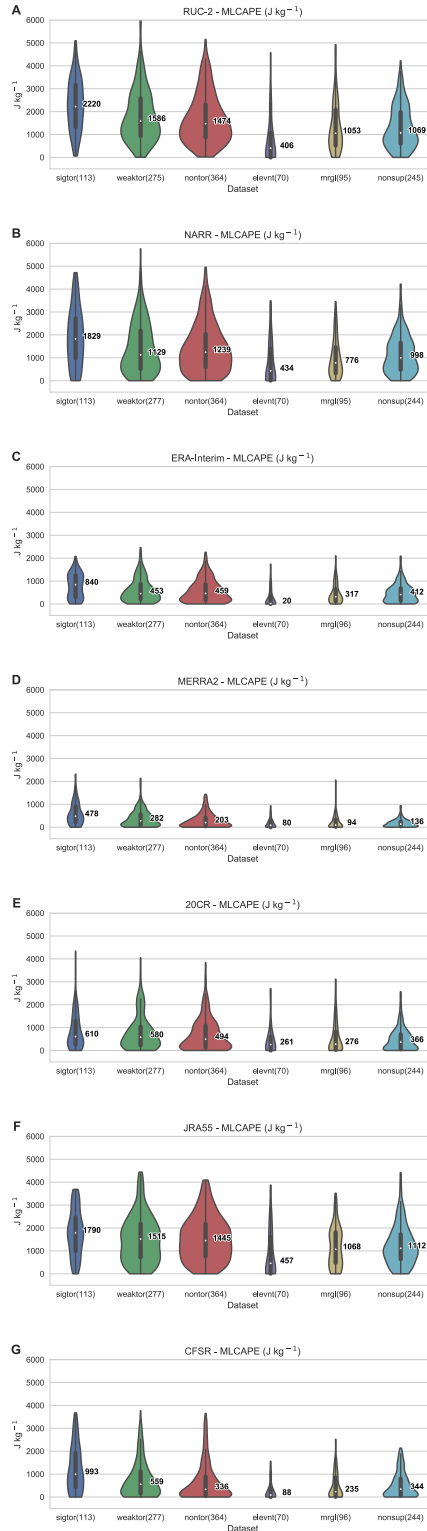 A
RUC-2 - MLCAPE (J kg⁻¹)
6000
5000
4000
3000
2000
1000
0
J kg⁻¹
2220
1586
1474
406
1053
1069
sigtor(113) weaktor(275) nontor(364) elevnt(70) mrgl(95) nonsup(245)
Dataset
B
NARR - MLCAPE (J kg⁻¹)
6000
5000
4000
3000
2000
1000
0
J kg⁻¹
1829
1129
1239
434
776
998
sigtor(113) weaktor(277) nontor(364) elevnt(70) mrgl(95) nonsup(244)
Dataset
C
ERA-Interim - MLCAPE (J kg⁻¹)
6000
5000
4000
3000
2000
1000
0
J kg⁻¹
840
453
459
20
317
412
sigtor(113) weaktor(277) nontor(364) elevnt(70) mrgl(96) nonsup(244)
Dataset
D
MERRA2 - MLCAPE (J kg⁻¹)
6000
5000
4000
3000
2000
1000
0
J kg⁻¹
478
282
203
80
94
136
sigtor(113) weaktor(277) nontor(364) elevnt(70) mrgl(96) nonsup(244)
Dataset
E
20CR - MLCAPE (J kg⁻¹)
6000
5000
4000
3000
2000
1000
0
J kg⁻¹
610
580
494
261
276
366
sigtor(113) weaktor(277) nontor(364) elevnt(70) mrgl(96) nonsup(244)
Dataset
F
JRA55 - MLCAPE (J kg⁻¹)
6000
5000
4000
3000
2000
1000
0
J kg⁻¹
1790
1515
1445
457
1068
1112
sigtor(113) weaktor(277) nontor(364) elevnt(70) mrgl(96) nonsup(244)
Dataset
G
CFSR - MLCAPE (J kg⁻¹)
6000
5000
4000
3000
2000
1000
0
J kg⁻¹
993
559
336
88
235
344
sigtor(113) weaktor(277) nontor(364) elevnt(70) mrgl(96) nonsup(244)
Dataset